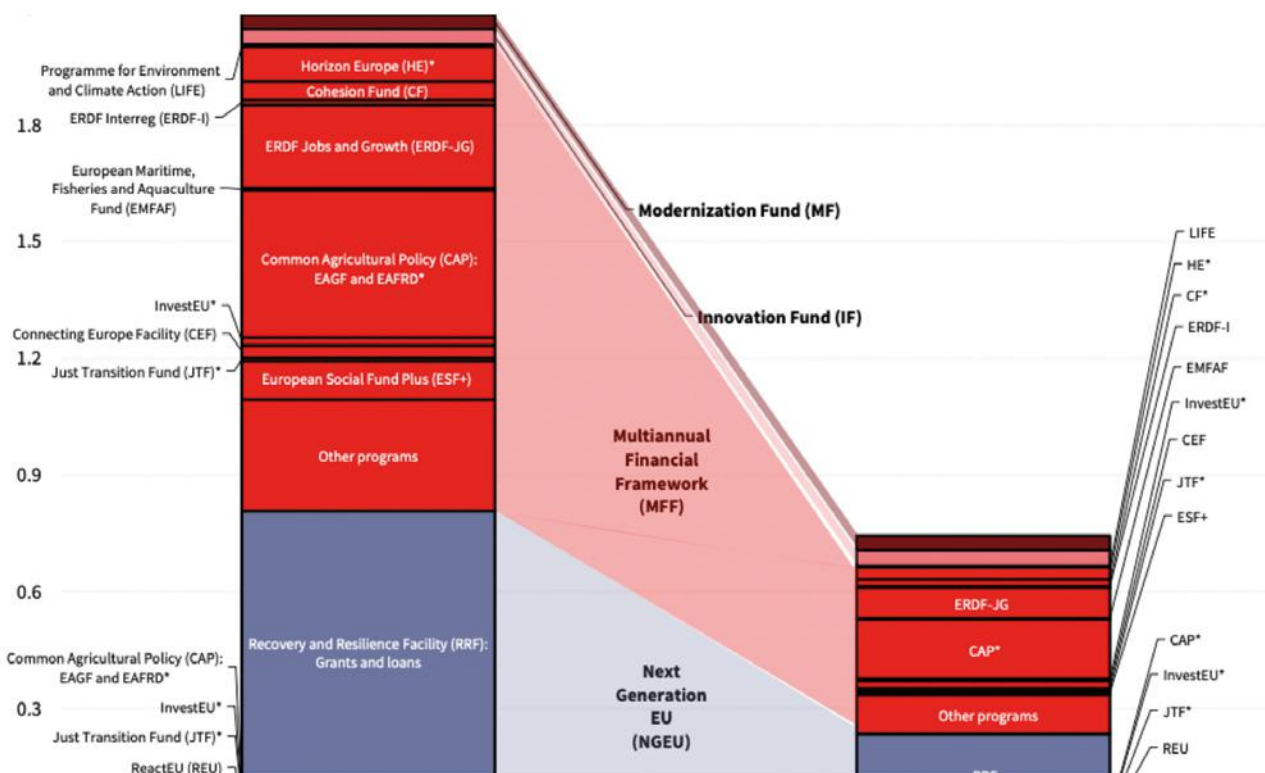 Programme for Environment
and Climate Action (LIFE)
ERDF Interreg (ERDF-I)
1.8
European Maritime,
Fisheries and Aquaculture
Fund (EMFAF)
1.5
InvestEU*
Connecting Europe Facility (CEF)
1.2
Just Transition Fund (JTF)*
0.9
0.6
Common Agricultural Policy (CAP):
EAGF and EAFRD*
InvestEU*
0.3
Just Transition Fund (JTF)*
ReactEU (REU)
Horizon Europe (HE)*
Cohesion Fund (CF)
ERDF Jobs and Growth (ERDF-JG)
Common Agricultural Policy (CAP):
EAGF and EAFRD*
European Social Fund Plus (ESF+)
Other programs
Recovery and Resilience Facility (RRF):
Grants and loans
Modernization Fund (MF)
Innovation Fund (IF)
Multiannual
Financial
Framework
(MFF)
Next
Generation
EU
(NGEU)
ERDF-JG
CAP*
Other programs
LIFE
HE*
CF*
ERDF-I
EMFAF
InvestEU*
CEF
JTF*
ESF+
CAP*
InvestEU*
JTF*
REU